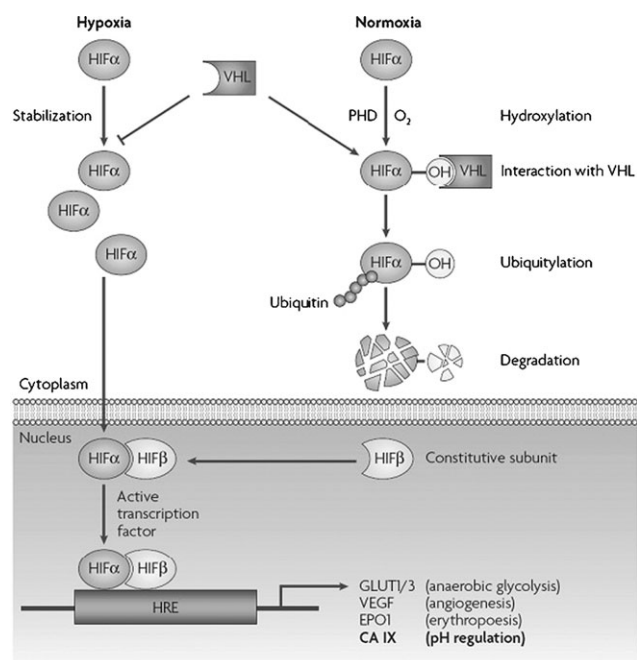 Hypoxia
Normoxia
HIFα
VHL
HIFα
Stabilization
PHD O₂
Hydroxylation
HIFα
HIFα
OH
VHL
Interaction with VHL
HIFα
HIFα
HIFα
OH
Ubiquitylation
Ubiquitin
Degradation
Cytoplasm
Nucleus
HIFα
HIFβ
HIFβ
Constitutive subunit
Active
transcription
factor
HIFα
HIFβ
HRE
GLUT1/3 (anaerobic glycolysis)
VEGF (angiogenesis)
EPO1 (erythropoesis)
CA IX (pH regulation)